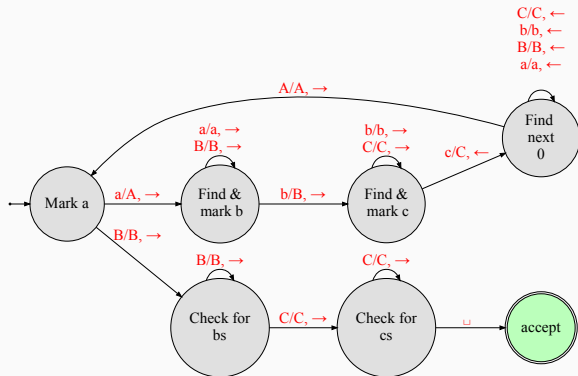 C/C, ←
b/b, ←
B/B, ←
a/a, ←
A/A, →
Find
next
0
a/a, →
B/B, →
b/b, →
C/C, →
c/C, ←
Mark a
a/A, →
Find &
mark b
b/B, →
Find &
mark c
B/B, →
B/B, →
C/C, →
Check for
bs
C/C, →
Check for
cs
␣
accept